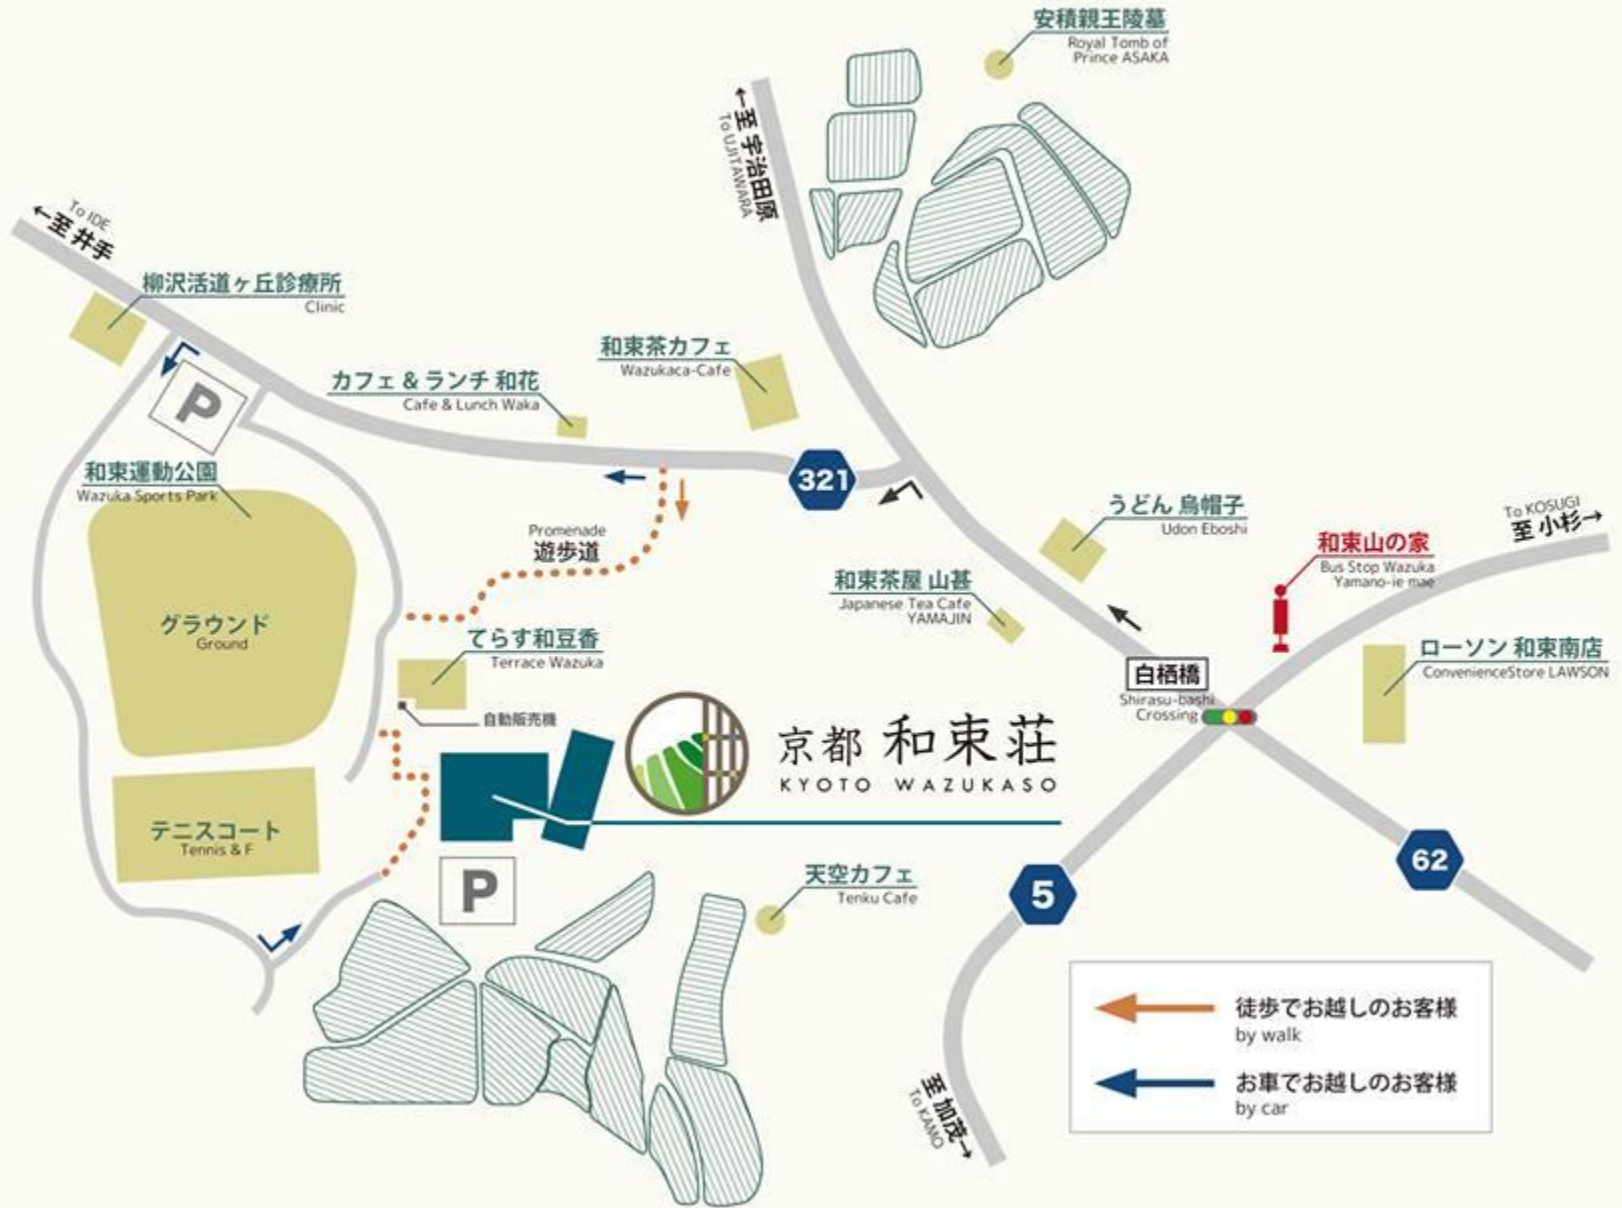 安積親王陵墓
Royal Tomb of
Prince ASAKA
←至 宇治田原
To UJITAWARA
To IDE
←至 井手
柳沢活道ヶ丘診療所
Clinic
和束茶カフェ
Wazukaca-Cafe
カフェ & ランチ 和花
Cafe & Lunch Waka
P
和束運動公園
Wazuka Sports Park
321
Promenade
遊歩道
うどん 烏帽子
Udon Eboshi
To KOSUGI
至 小杉→
和束山の家
Bus Stop Wazuka
Yamano-ie mae
和束茶屋 山甚
Japanese Tea Cafe
YAMAJIN
グラウンド
Ground
てらす和豆香
Terrace Wazuka
自動販売機
白栖橋
Shirasu-bashi
Crossing
ローソン 和束南店
ConvenienceStore LAWSON
京都 和束荘
KYOTO WAZUKASO
テニスコート
Tennis & F
P
天空カフェ
Tenku Cafe
5
62
至 加茂→
To KAMO
徒歩でお越しのお客様
by walk
お車でお越しのお客様
by car